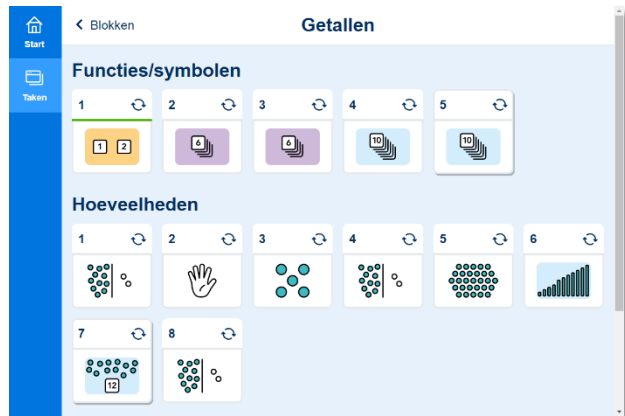 Start
Taken
Blokken
Getallen
Functies/symbolen
1 2 3 4 5
1 2 6 6 10 10
Hoeveelheden
1 2 3 4 5 6
7 8
12